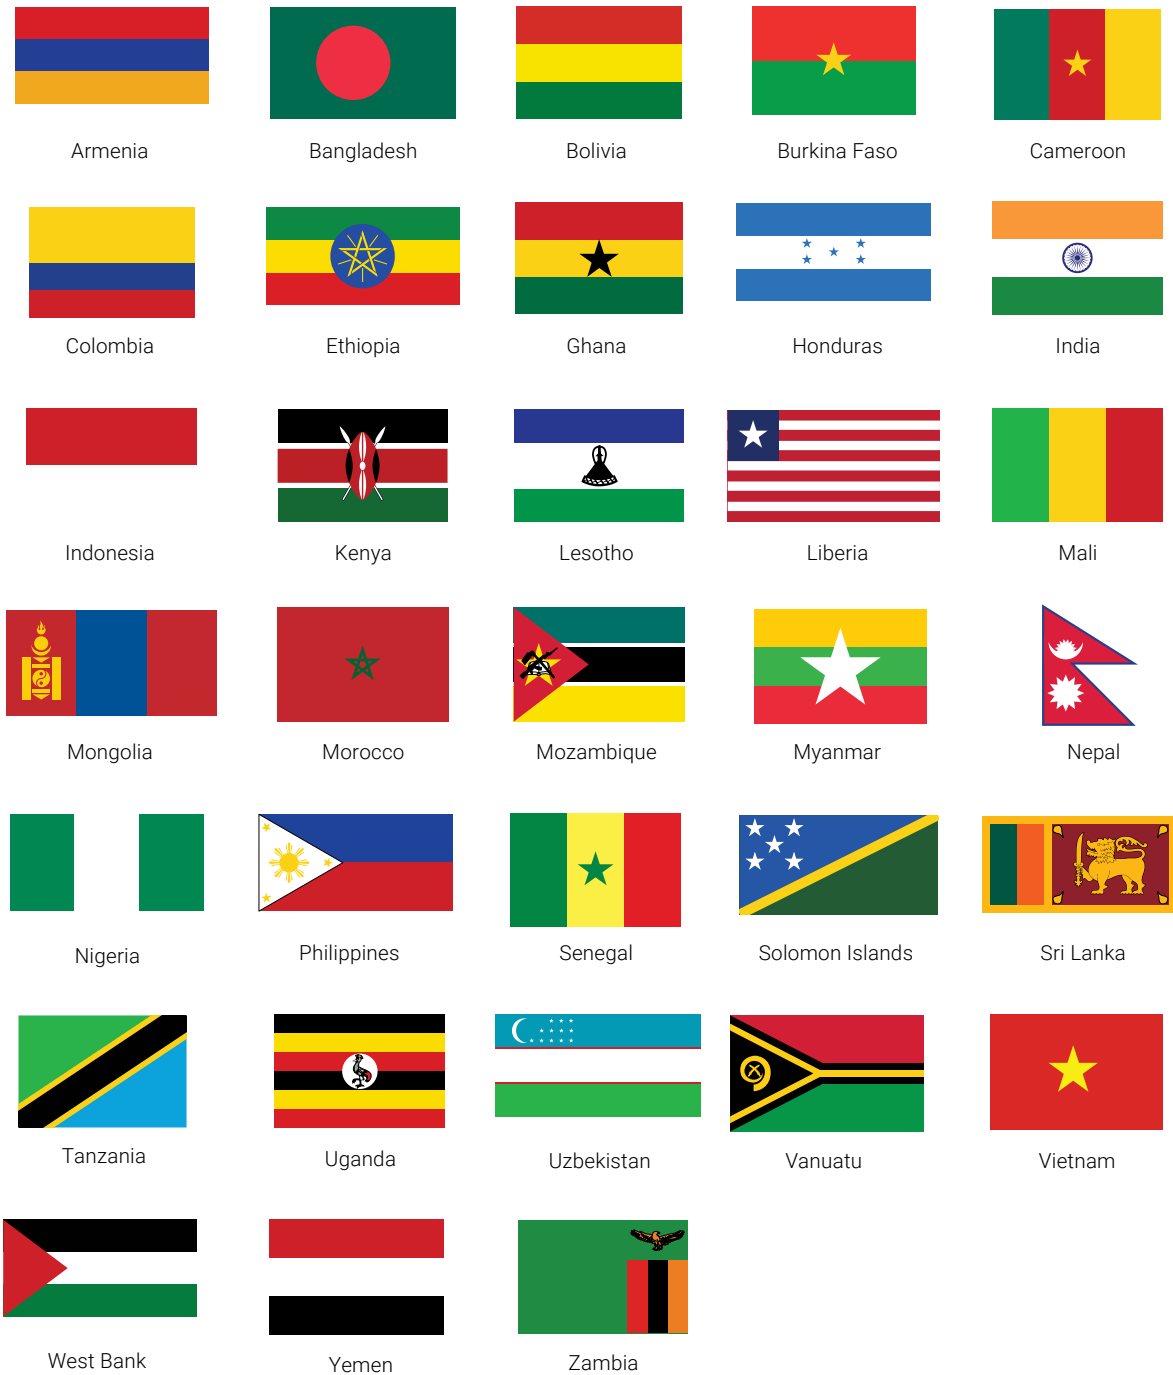 Armenia
Bangladesh
Bolivia
Burkina Faso
Cameroon
Colombia
Ethiopia
Ghana
Honduras
India
Indonesia
Kenya
Lesotho
Liberia
Mali
Mongolia
Morocco
Mozambique
Myanmar
Nepal
Nigeria
Philippines
Senegal
Solomon Islands
Sri Lanka
Tanzania
Uganda
Uzbekistan
Vanuatu
Vietnam
West Bank
Yemen
Zambia